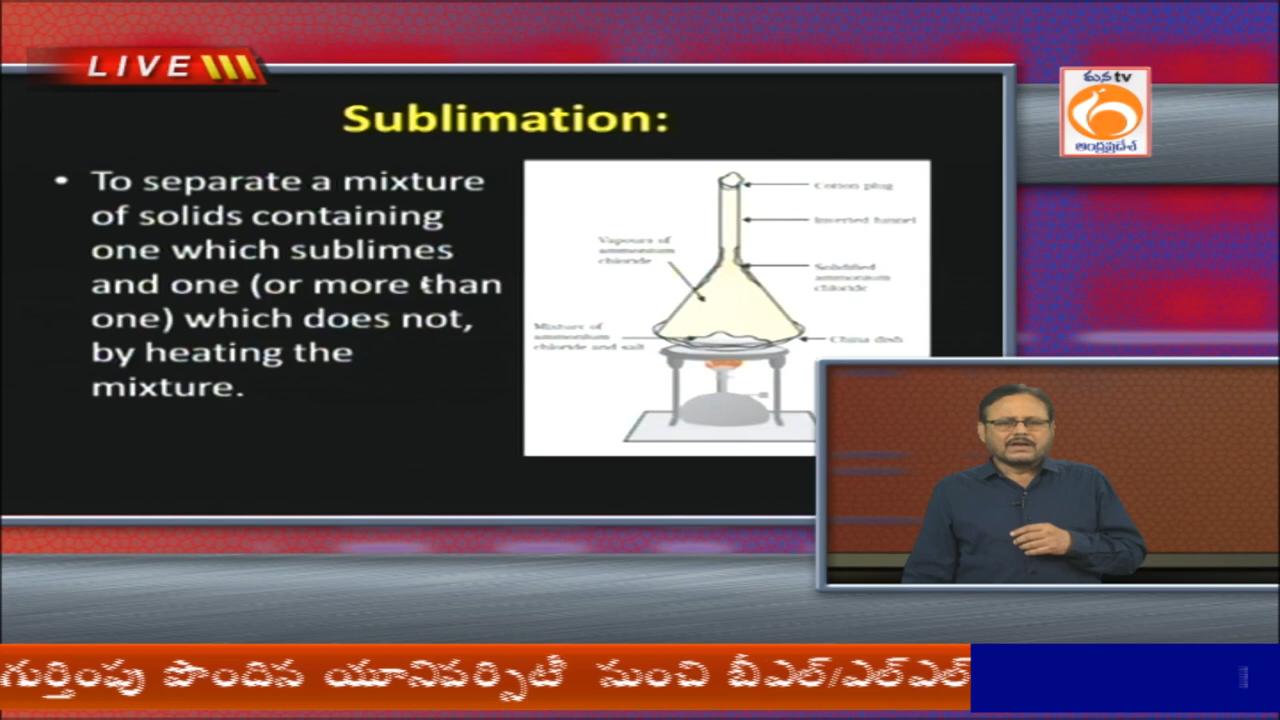 LIVE
మన tv
ఆంధ్రప్రదేశ్
Sublimation:
• To separate a mixture
of solids containing
one which sublimes
and one (or more than
one) which does not,
by heating the
mixture.
Cotton plug
Inverted funnel
Vapours of
ammonium
chloride
Solidified
ammonium
chloride
Mixture of
ammonium
chloride and salt
China dish
గుర్తింపు పొందిన యూనివర్సిటీ నుంచి బీఎల్/ఎల్ఎల్